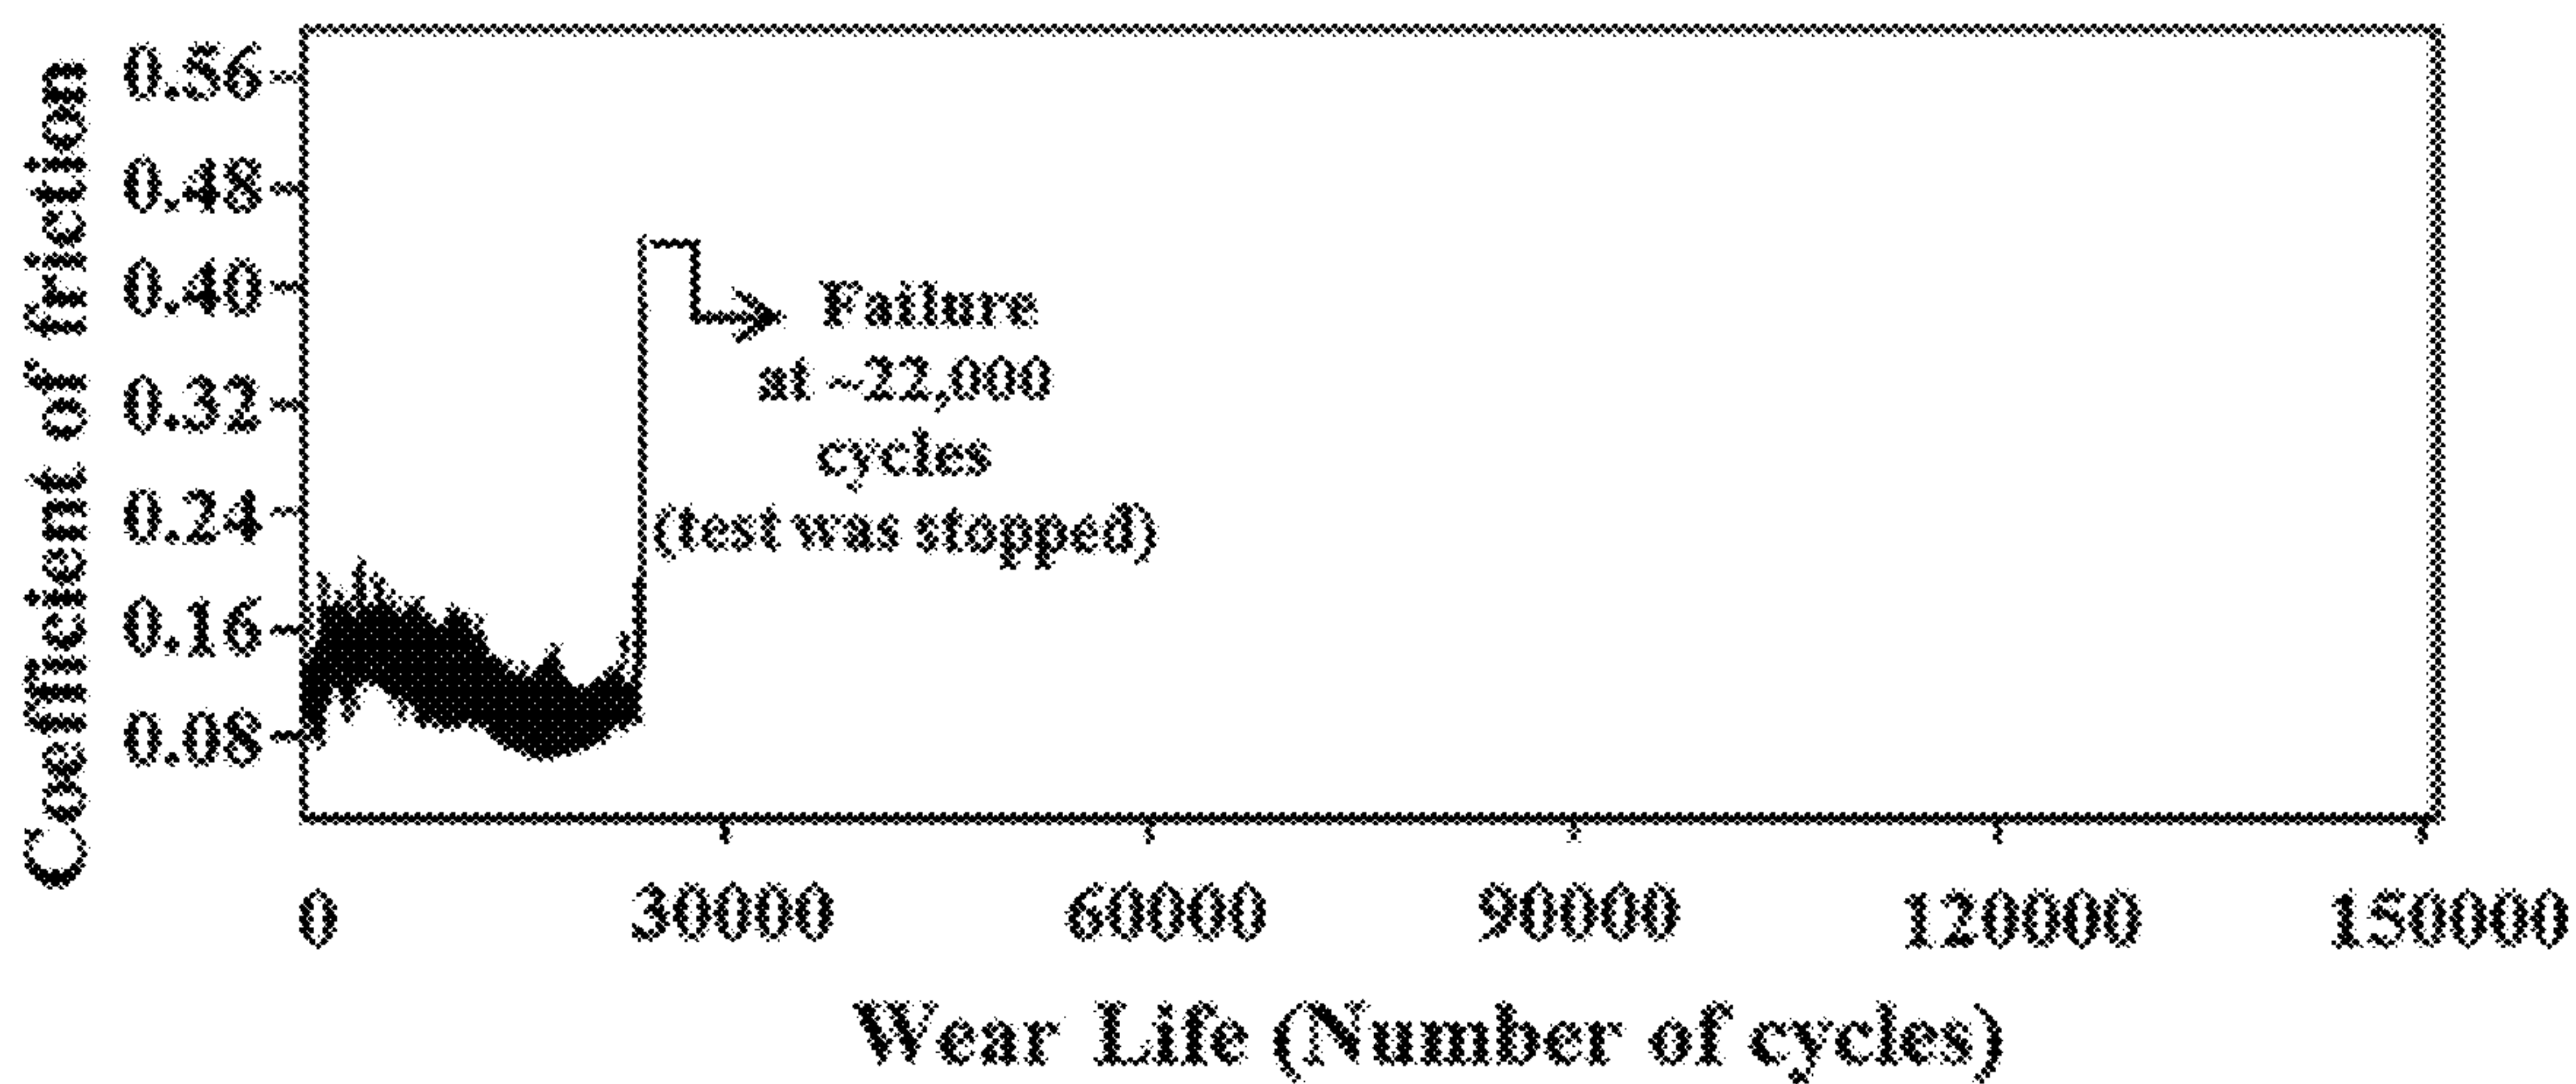 Coefficient of friction
0.56
0.48
0.40
0.32
0.24
0.16
0.08
Failure
at ~22,000
cycles
(test was stopped)
0
30000
60000
90000
120000
150000
Wear Life (Number of cycles)